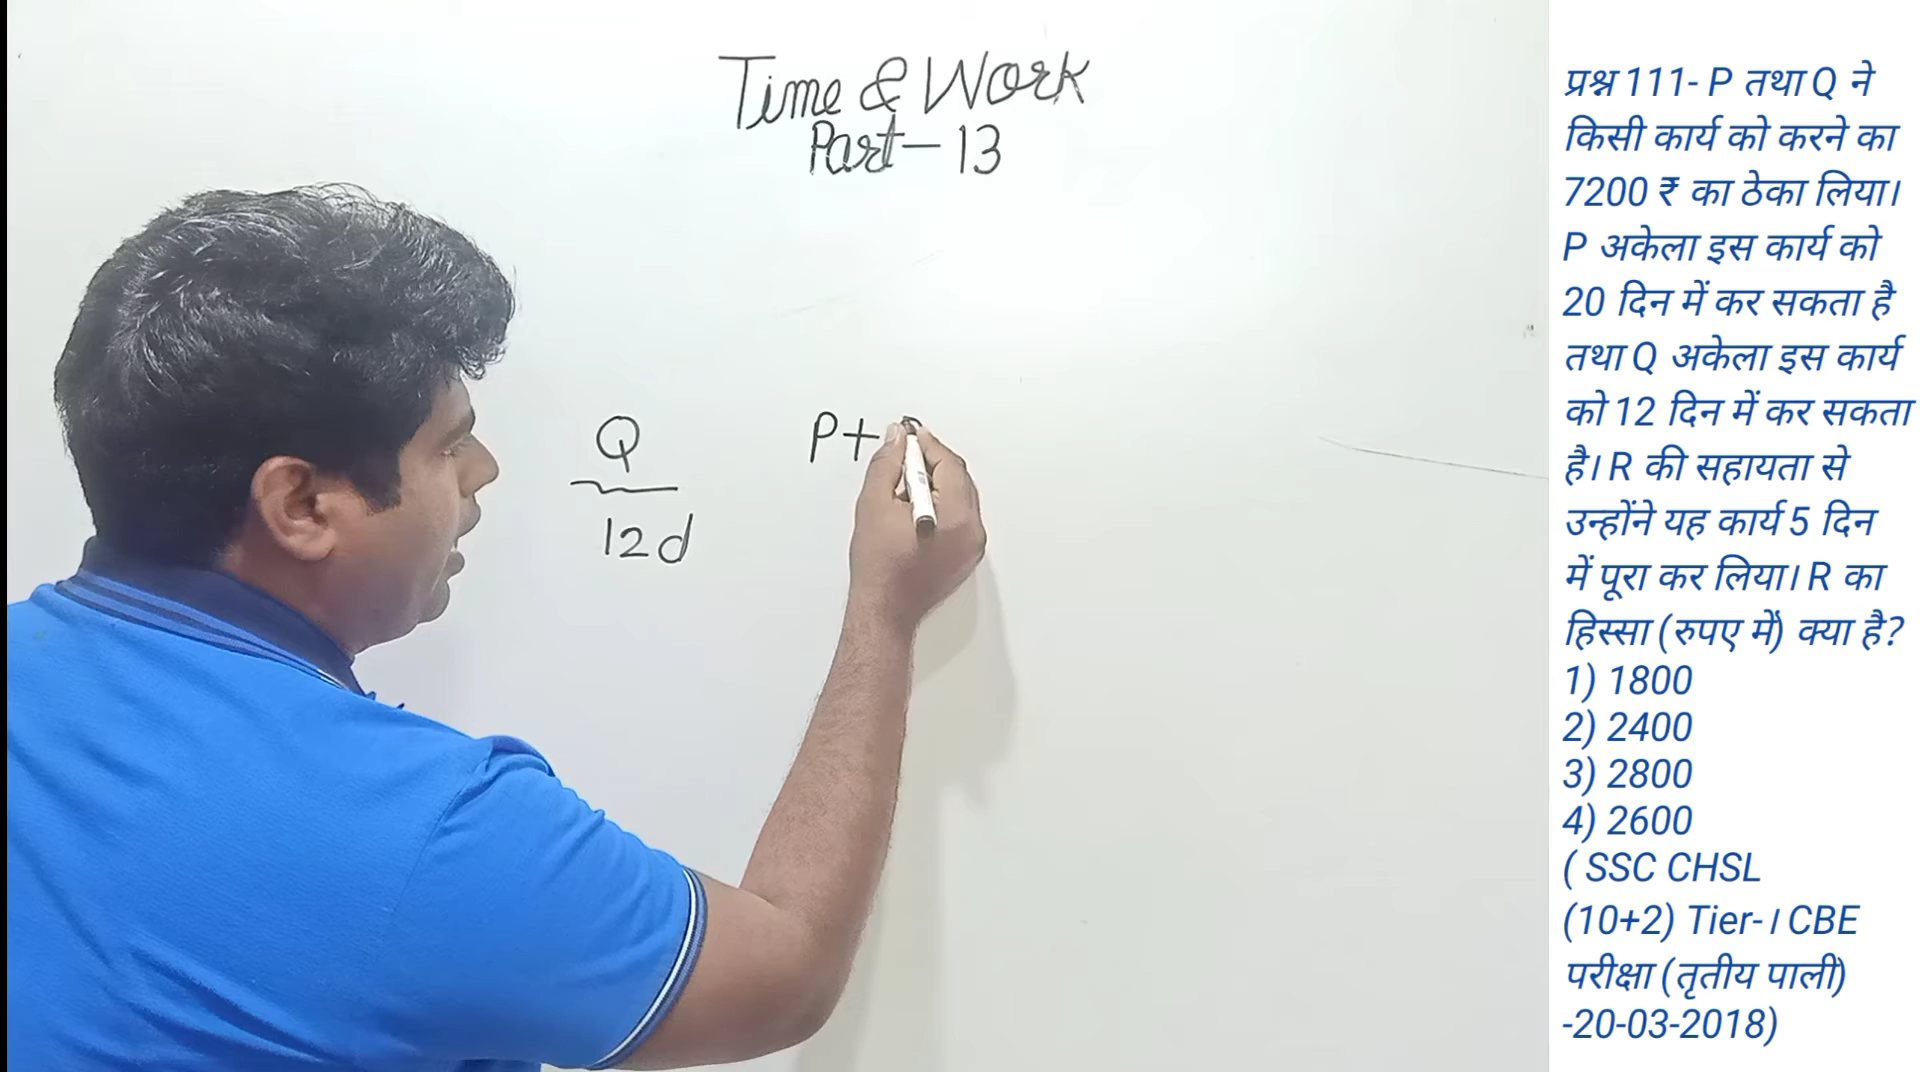 Time & Work
Part-13
Q
12d
P+
प्रश्न 111- P तथा Q ने
किसी कार्य को करने का
7200 ₹ का ठेका लिया।
P अकेला इस कार्य को
20 दिन में कर सकता है
तथा Q अकेला इस कार्य
को 12 दिन में कर सकता
है। R की सहायता से
उन्होंने यह कार्य 5 दिन
में पूरा कर लिया। R का
हिस्सा (रुपए में) क्या है?
1) 1800
2) 2400
3) 2800
4) 2600
( SSC CHSL
(10+2) Tier-I CBE
परीक्षा (तृतीय पाली)
-20-03-2018)